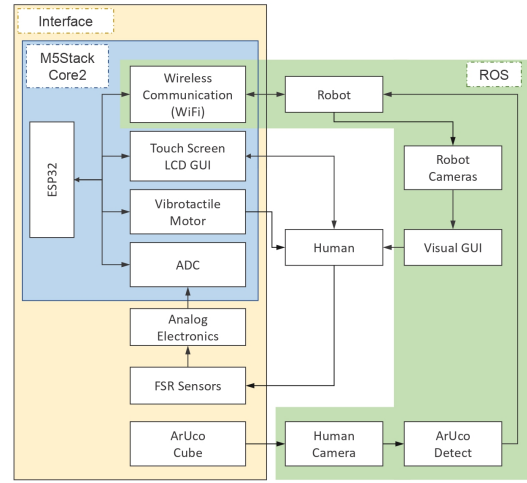 Interface
M5Stack
Core2
ROS
Wireless
Communication
(WiFi)
Robot
ESP32
Touch Screen
LCD GUI
Robot
Cameras
Vibrotactile
Motor
Human
Visual GUI
ADC
Analog
Electronics
FSR Sensors
ArUco
Cube
Human
Camera
ArUco
Detect